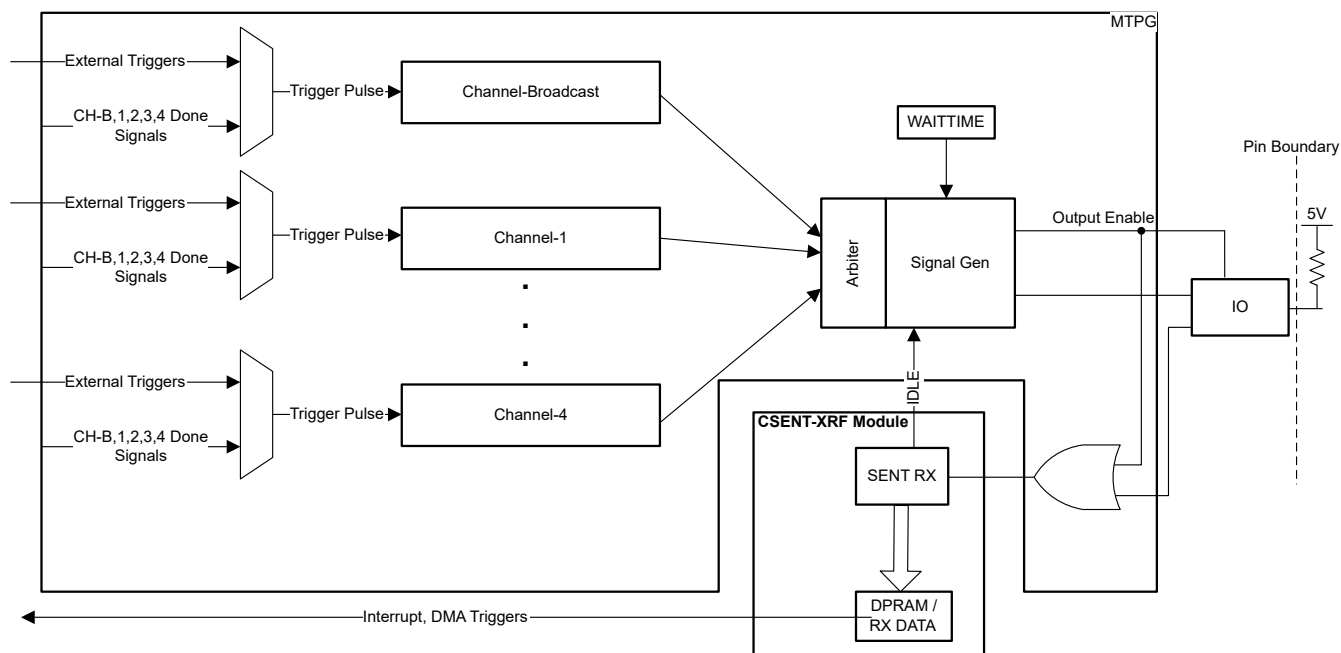 MTPG
External Triggers
Trigger Pulse
Channel-Broadcast
CH-B,1,2,3,4 Done
Signals
WAITTIME
Pin Boundary
External Triggers
Trigger Pulse
Channel-1
CH-B,1,2,3,4 Done
Signals
Arbiter
Signal Gen
Output Enable
5V
IO
External Triggers
Trigger Pulse
Channel-4
CH-B,1,2,3,4 Done
Signals
IDLE
CSENT-XRF Module
SENT RX
DPRAM /
RX DATA
Interrupt, DMA Triggers